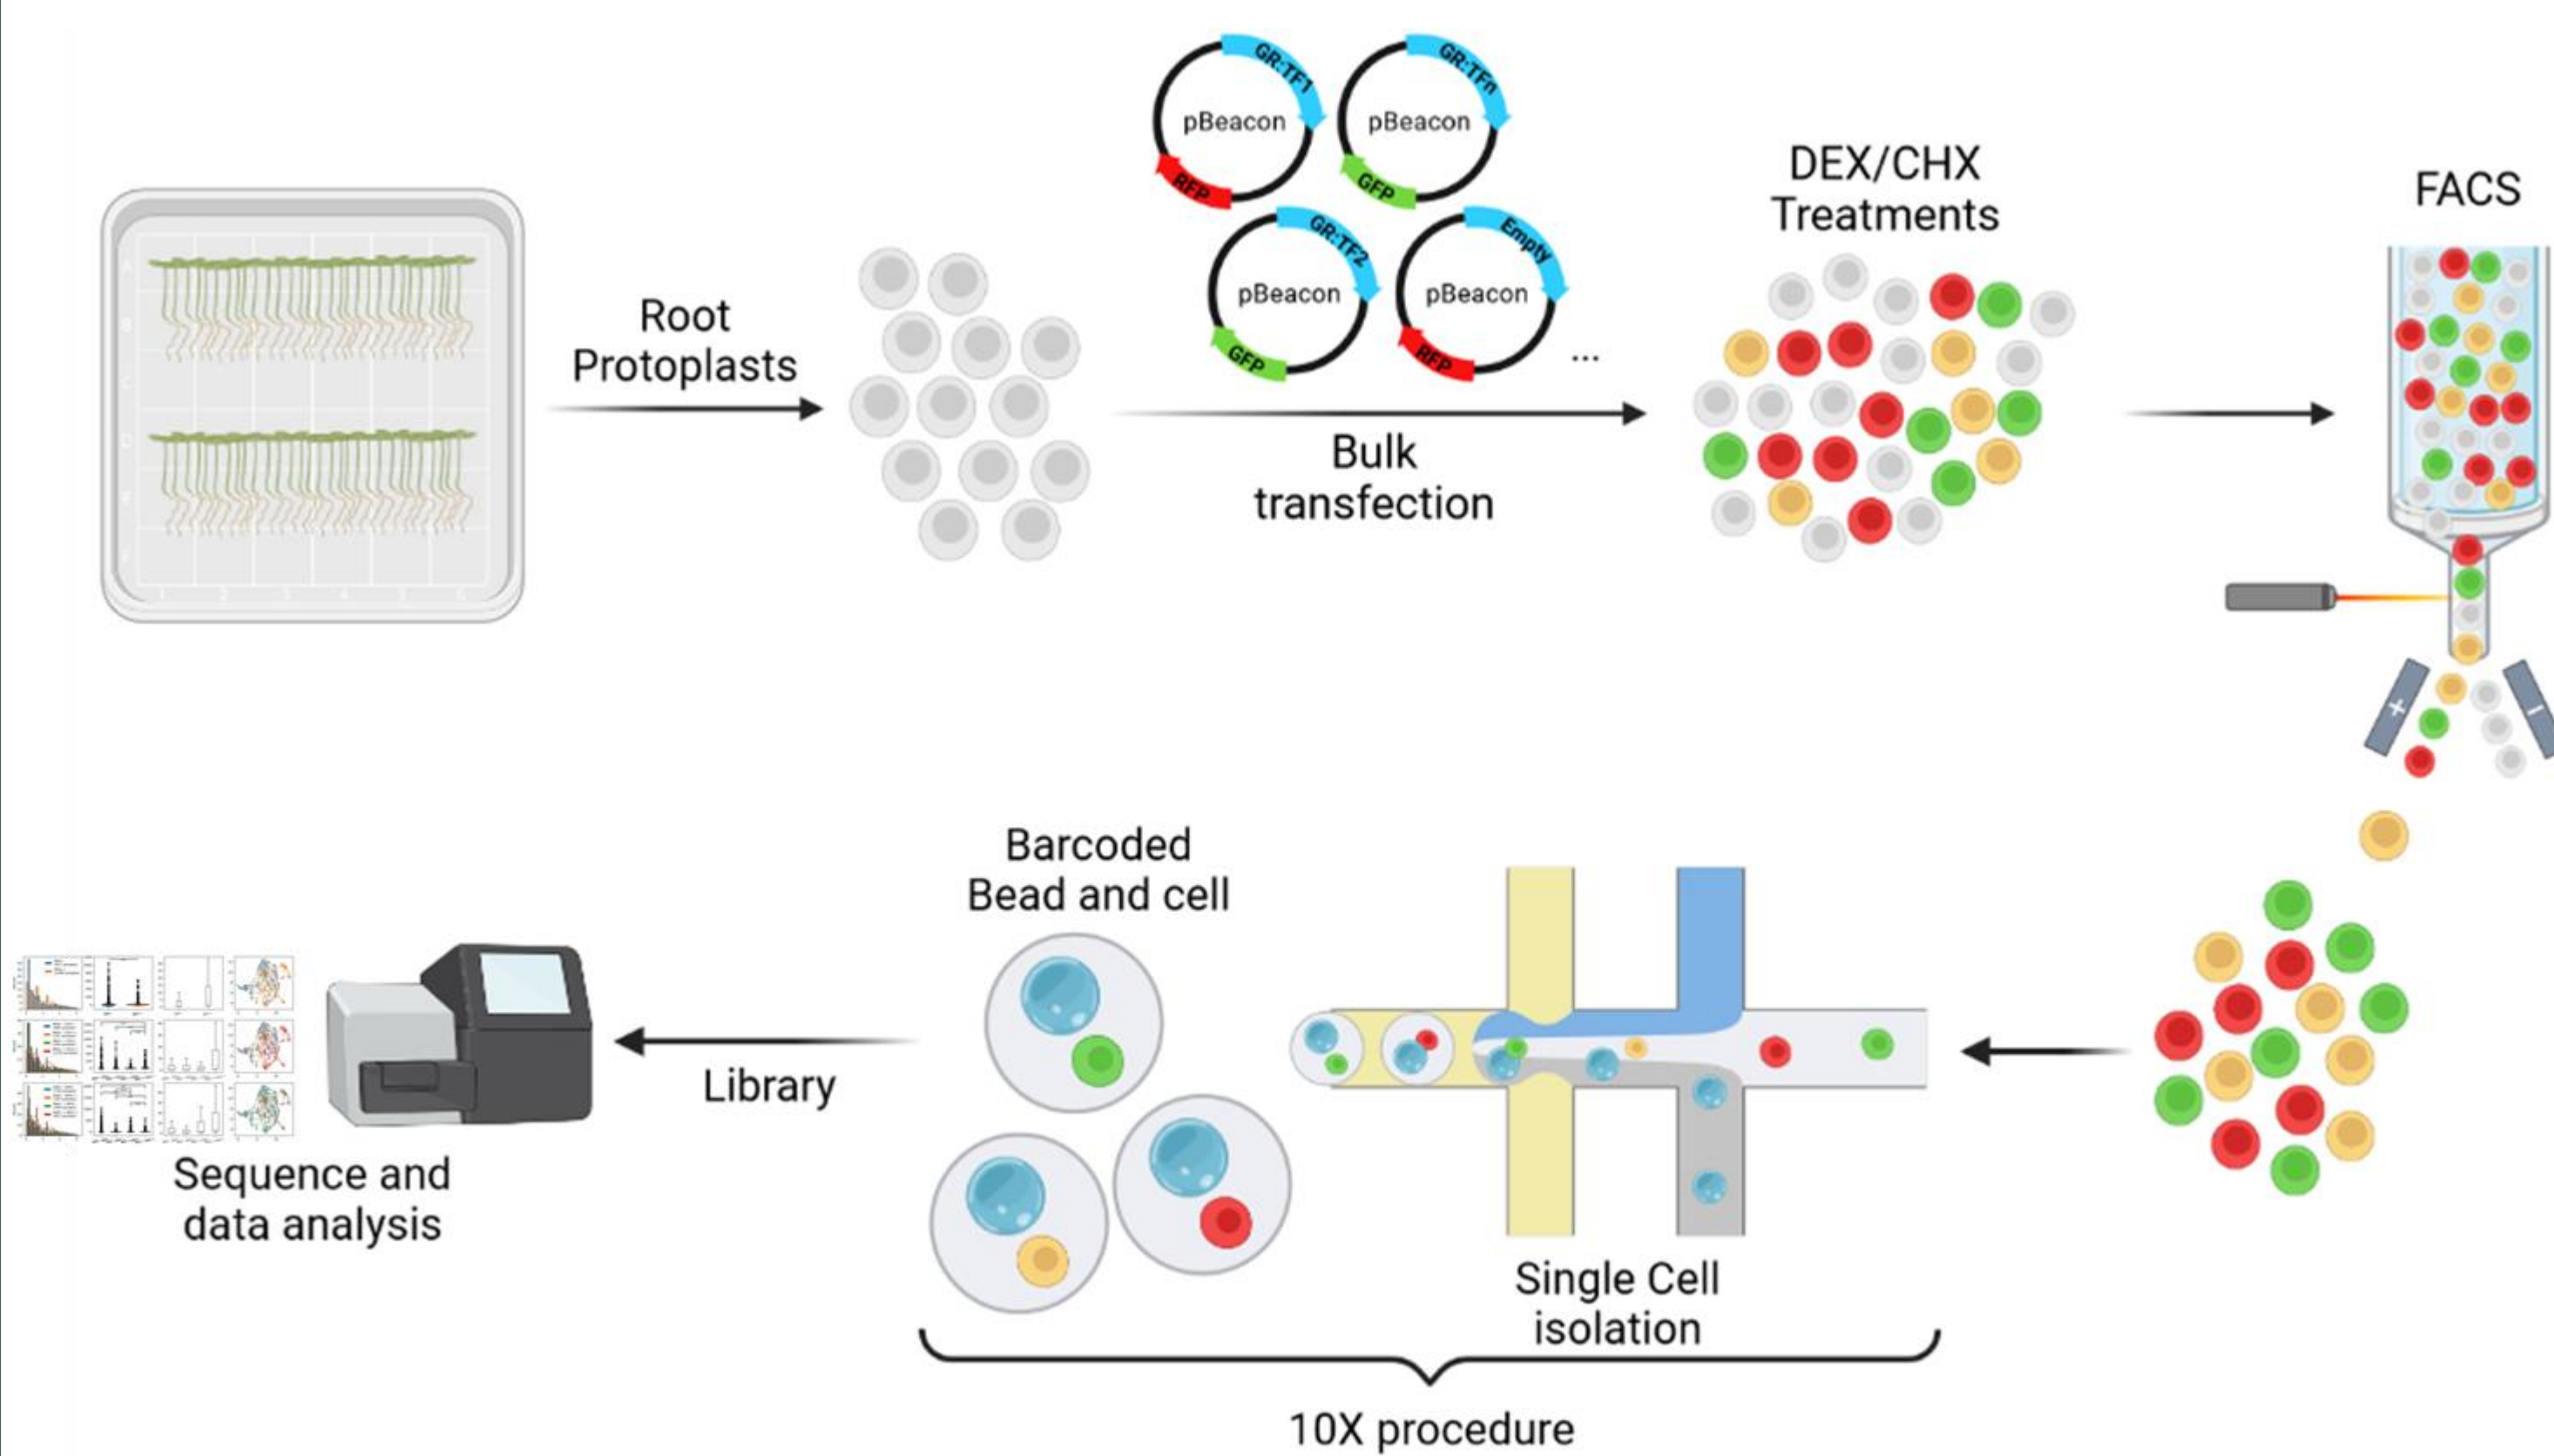 GR:TF1
pBeacon
RFP
GR:TFn
pBeacon
GFP
GR:TF2
pBeacon
GFP
Empty
pBeacon
RFP
...
Root
Protoplasts
Bulk
transfection
DEX/CHX
Treatments
FACS
+
−
Barcoded
Bead and cell
Library
Sequence and
data analysis
Single Cell
isolation
10X procedure